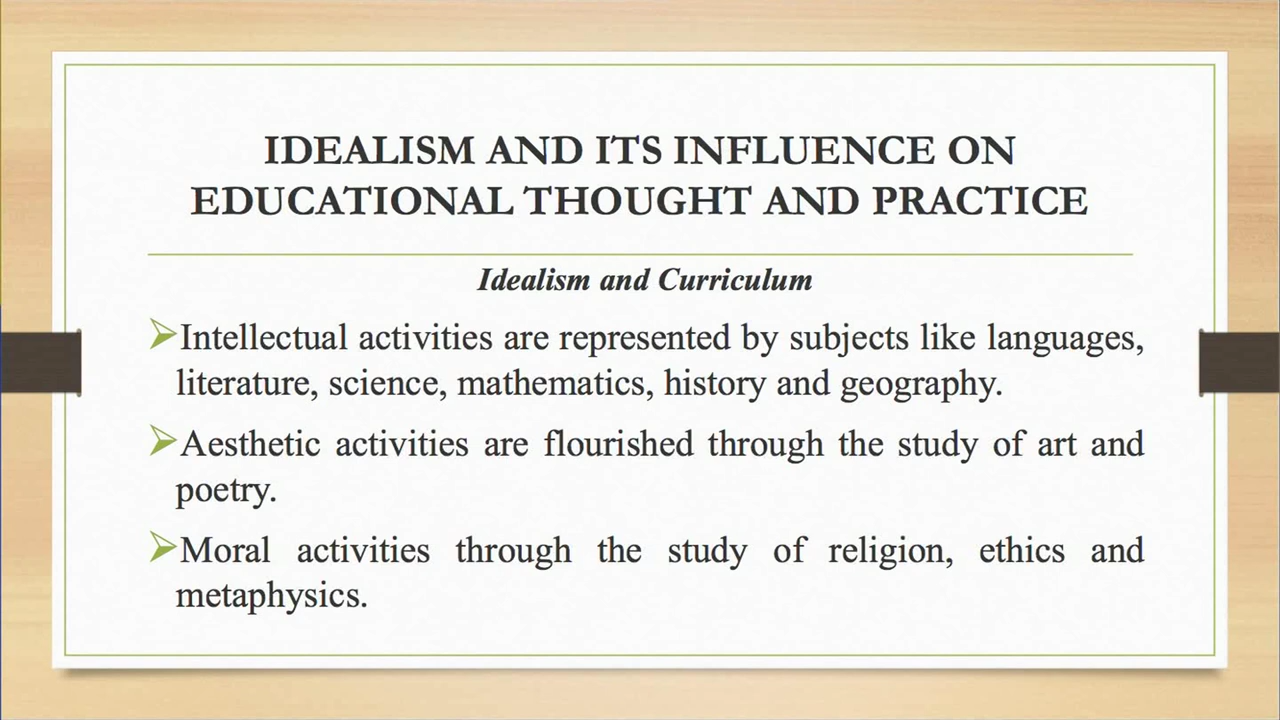 IDEALISM AND ITS INFLUENCE ON
EDUCATIONAL THOUGHT AND PRACTICE
Idealism and Curriculum
Intellectual activities are represented by subjects like languages,
literature, science, mathematics, history and geography.
Aesthetic activities are flourished through the study of art and
poetry.
Moral activities through the study of religion, ethics and
metaphysics.